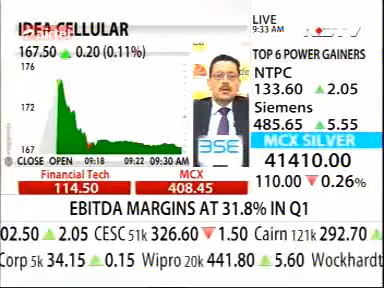 airtel
IDEA CELLULAR
167.50 ▲ 0.20 (0.11%)
LIVE
9:33 AM
NDTV
TOP 6 POWER GAINERS
NTPC
133.60 ▲ 2.05
Siemens
485.65 ▲ 5.55
MCX SILVER
41410.00
110.00 ▼ 0.26%
176
172
167
CLOSE OPEN 09:18 09:22 09:30 AM
BSE
Financial Tech
114.50
MCX
408.45
EBITDA MARGINS AT 31.8% IN Q1
02.50 ▲ 2.05 CESC 51k 326.60 ▼ 1.50 Cairn 121k 292.70 ▲
Corp 5k 34.15 ▲ 0.15 Wipro 20k 441.80 ▲ 5.60 Wockhardt